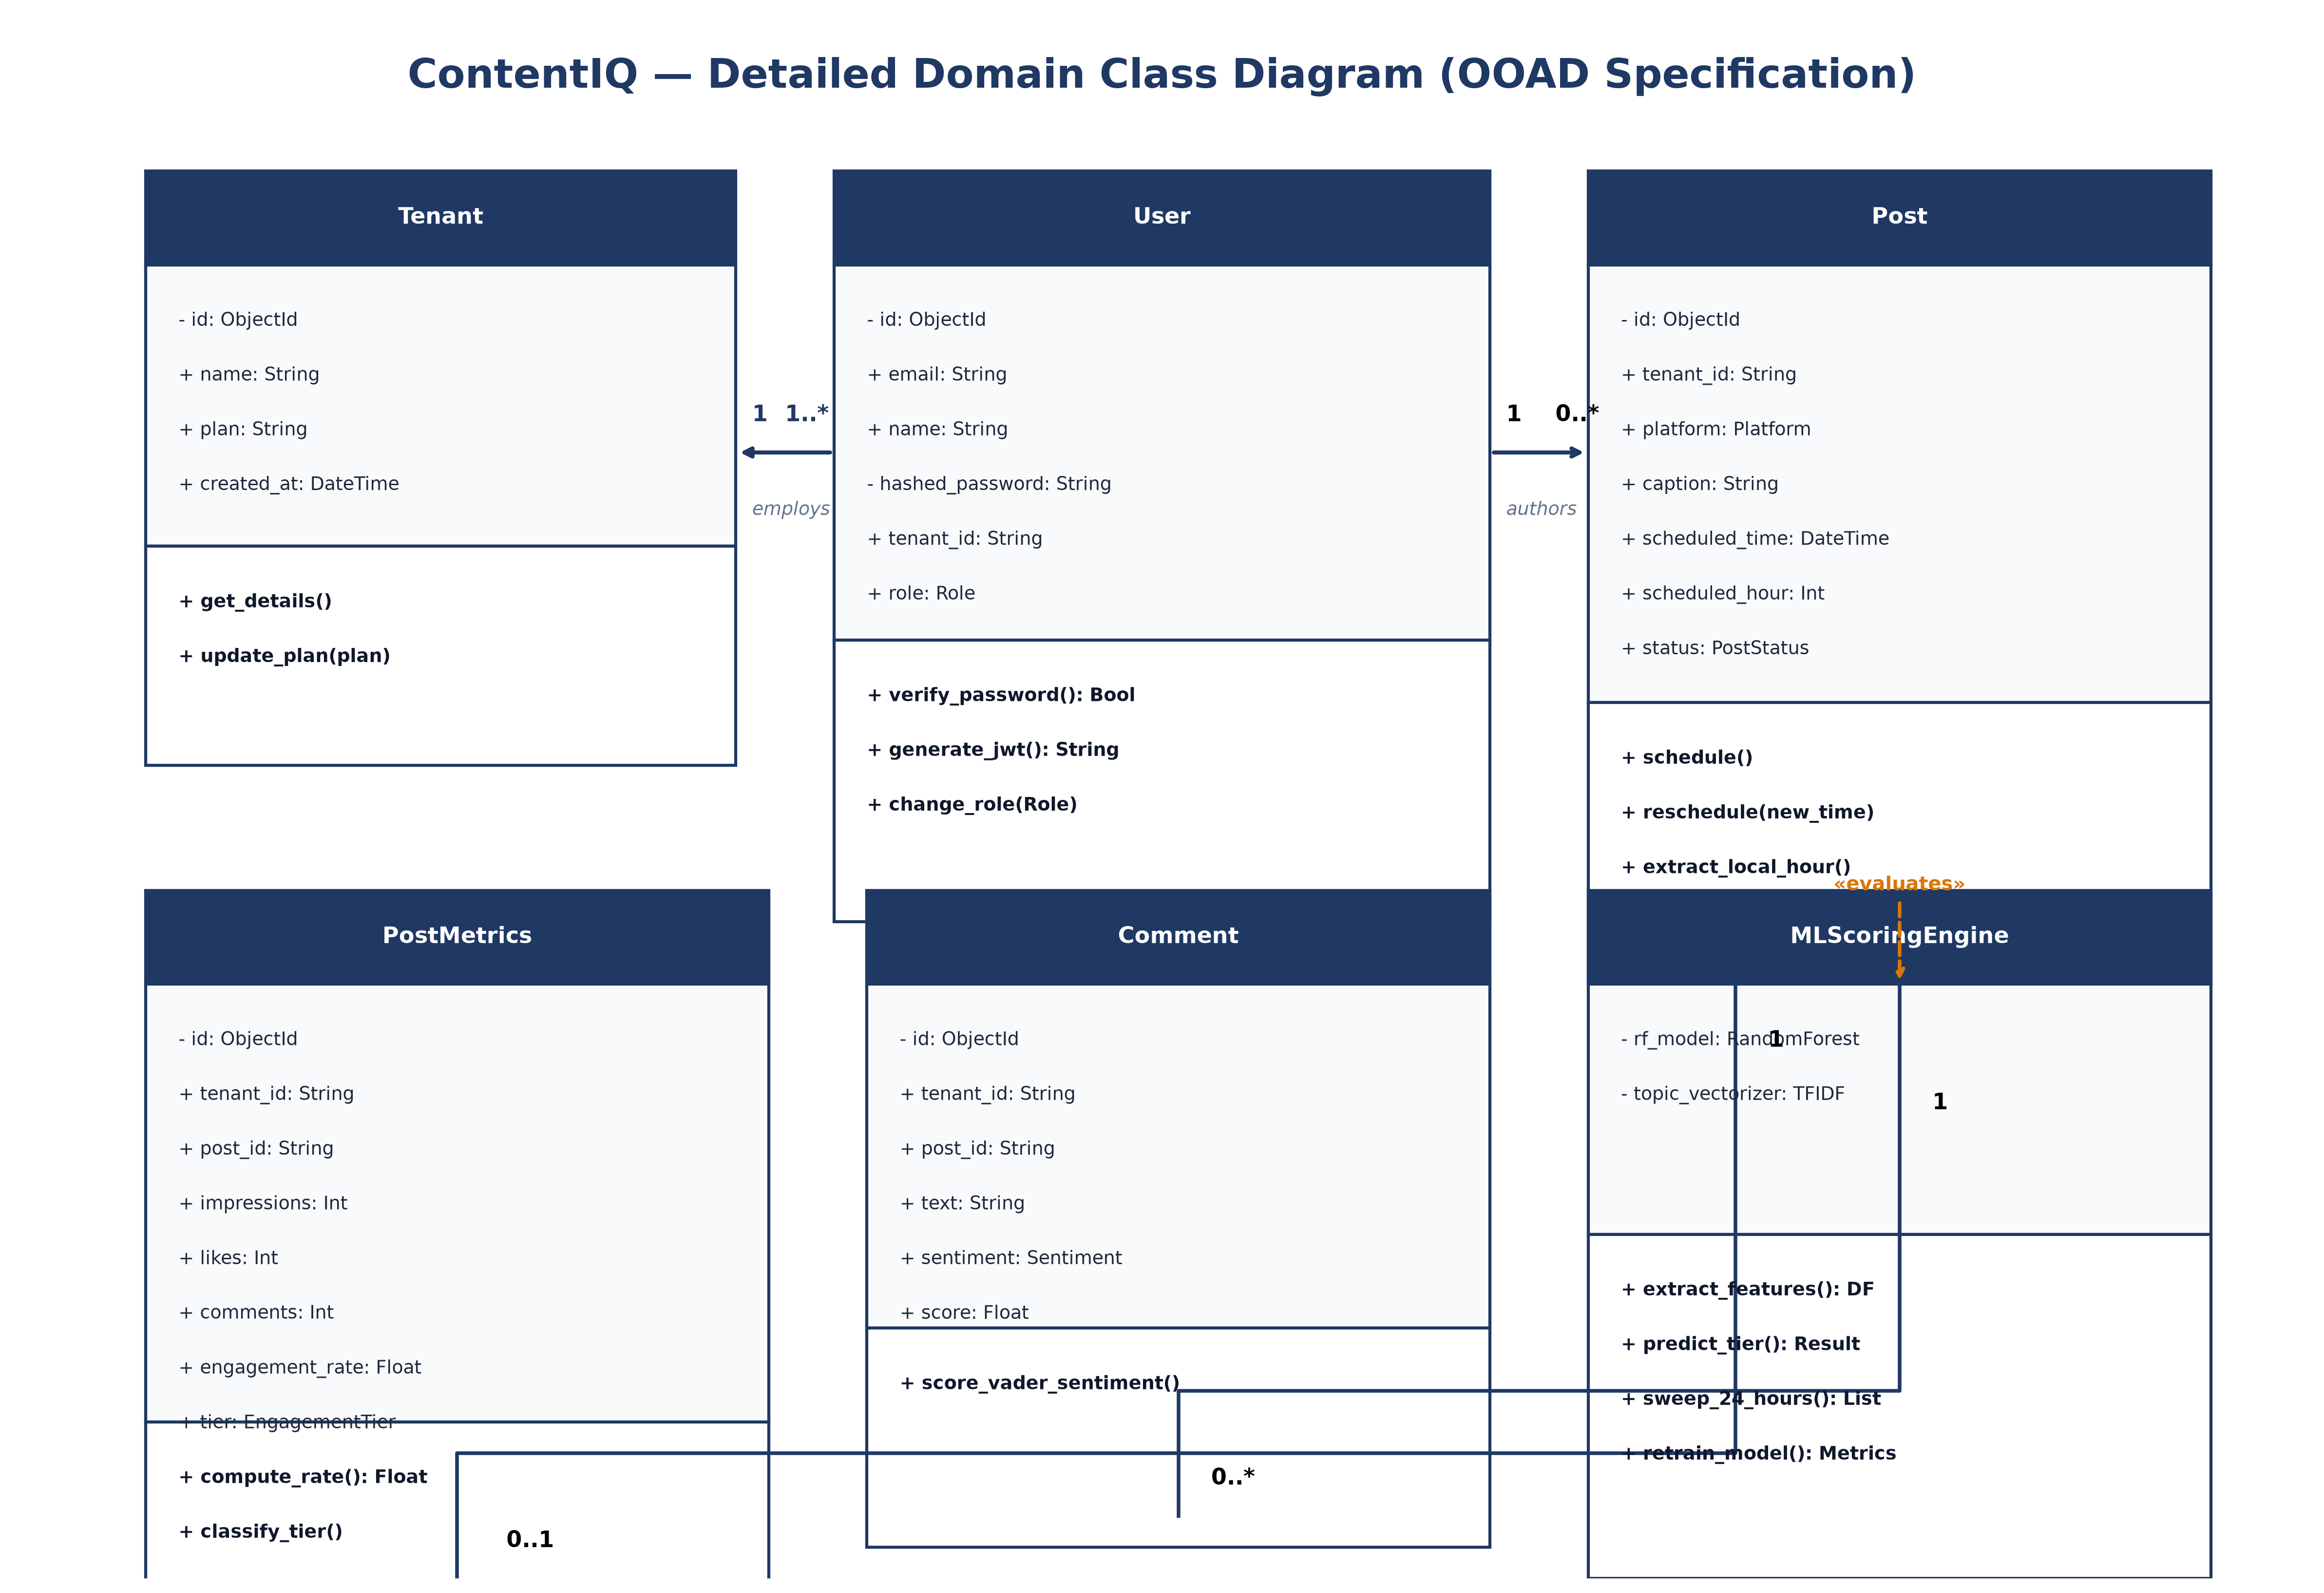 ContentIQ — Detailed Domain Class Diagram (OOAD Specification)
Tenant
- id: ObjectId
+ name: String
+ plan: String
+ created_at: DateTime
+ get_details()
+ update_plan(plan)
1 1..*
employs
User
- id: ObjectId
+ email: String
+ name: String
- hashed_password: String
+ tenant_id: String
+ role: Role
+ verify_password(): Bool
+ generate_jwt(): String
+ change_role(Role)
1 0..*
authors
Post
- id: ObjectId
+ tenant_id: String
+ platform: Platform
+ caption: String
+ scheduled_time: DateTime
+ scheduled_hour: Int
+ status: PostStatus
+ schedule()
+ reschedule(new_time)
+ extract_local_hour()
«evaluates»
PostMetrics
- id: ObjectId
+ tenant_id: String
+ post_id: String
+ impressions: Int
+ likes: Int
+ comments: Int
+ engagement_rate: Float
+ tier: EngagementTier
+ compute_rate(): Float
+ classify_tier()
0..1
Comment
- id: ObjectId
+ tenant_id: String
+ post_id: String
+ text: String
+ sentiment: Sentiment
+ score: Float
+ score_vader_sentiment()
0..*
MLScoringEngine
- rf_model: RandomForest
1
- topic_vectorizer: TFIDF
1
+ extract_features(): DF
+ predict_tier(): Result
+ sweep_24_hours(): List
+ retrain_model(): Metrics